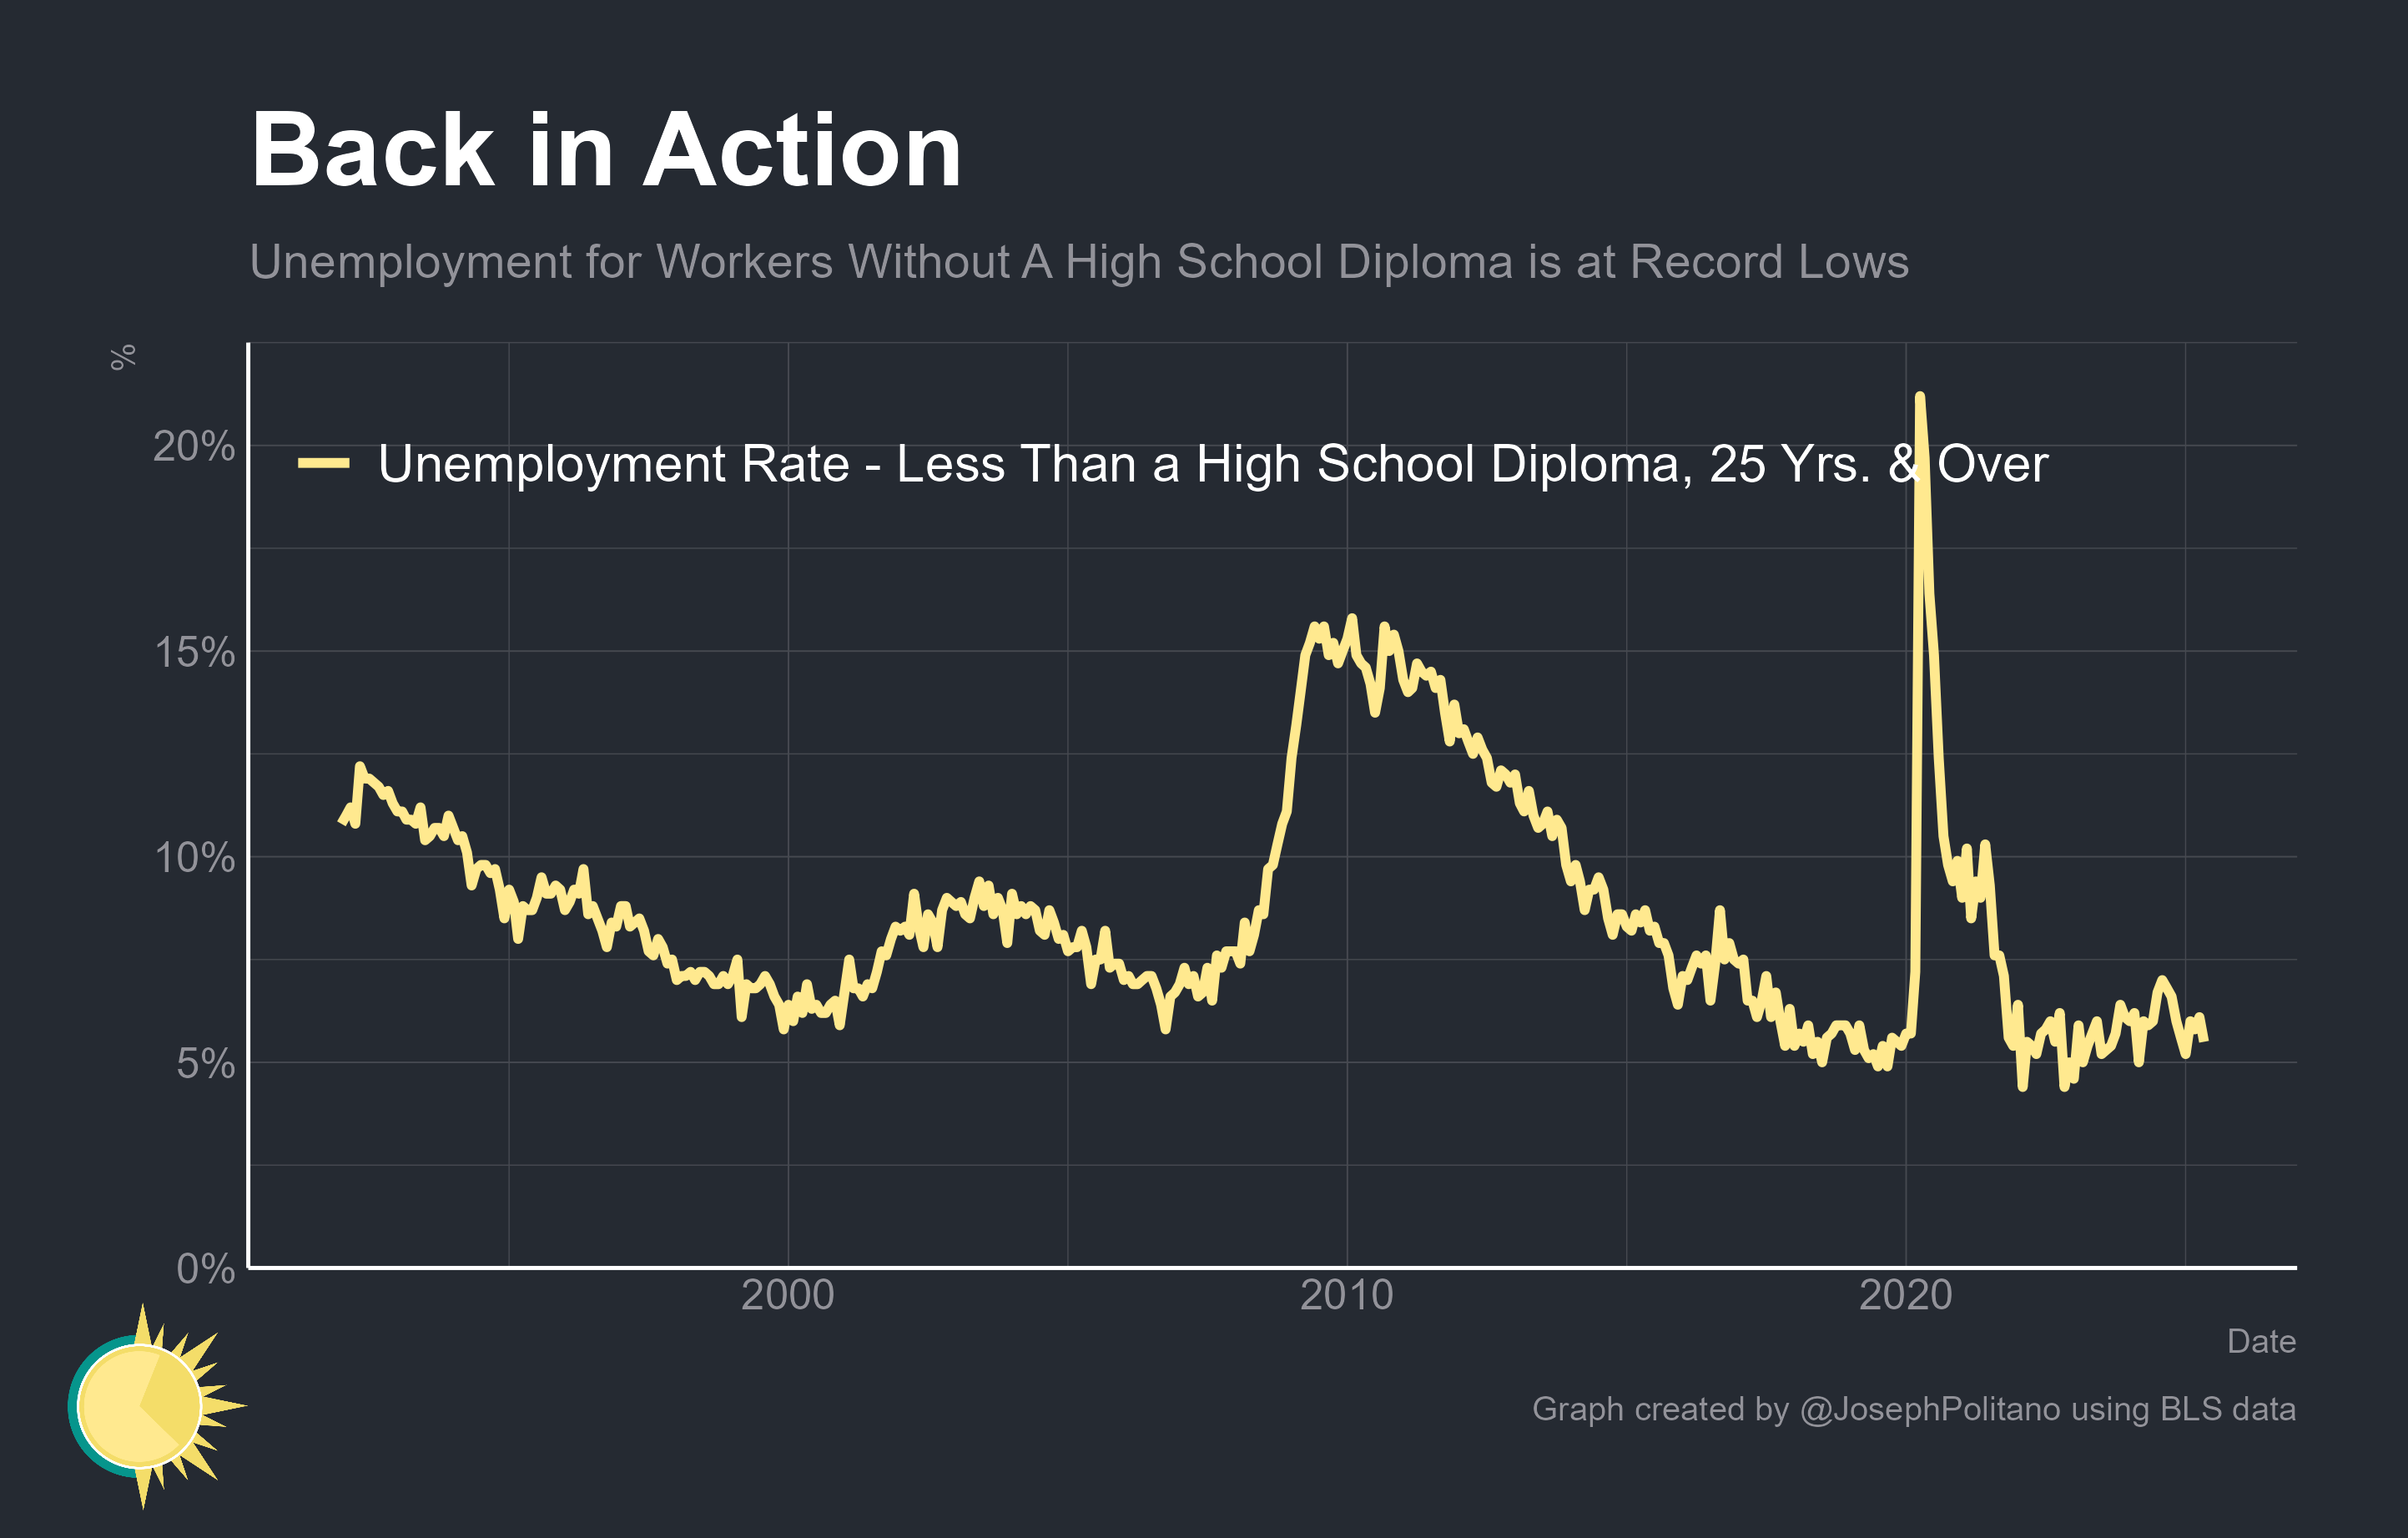 Back in Action
Unemployment for Workers Without A High School Diploma is at Record Lows
%
20%
Unemployment Rate - Less Than a High School Diploma, 25 Yrs. & Over
15%
10%
5%
0%
2000 2010 2020
Date
Graph created by @JosephPolitano using BLS data